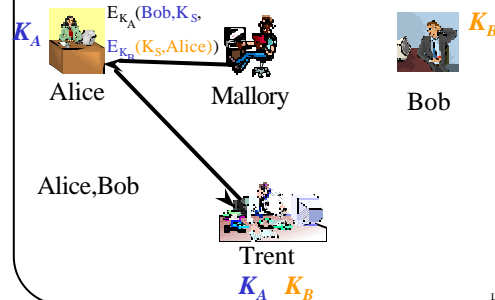 K_A E_{K_A}(Bob,K_S, K_B
E_{K_B}(K_S,Alice))
Alice Mallory Bob
Alice,Bob
Trent
K_A K_B